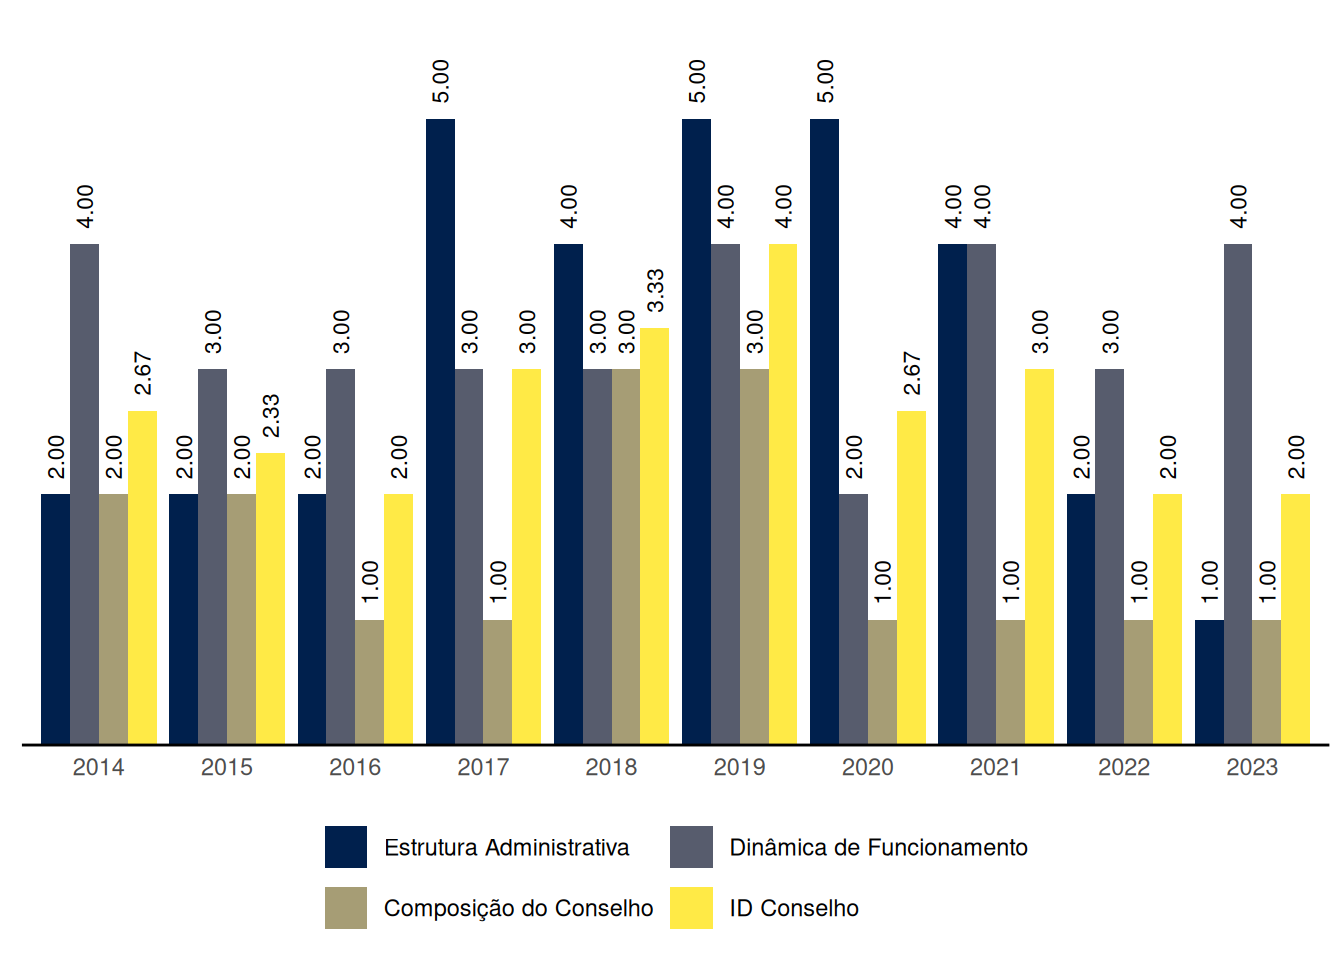 2.00 4.00 2.00 2.67
2.00 3.00 2.00 2.33
2.00 3.00 1.00 2.00
5.00 3.00 1.00 3.00
4.00 3.00 3.00 3.33
5.00 4.00 3.00 4.00
5.00 2.00 1.00 2.67
4.00 4.00 1.00 3.00
2.00 3.00 1.00 2.00
1.00 4.00 1.00 2.00
2014 2015 2016 2017 2018 2019 2020 2021 2022 2023
Estrutura Administrativa Dinâmica de Funcionamento
Composição do Conselho ID Conselho